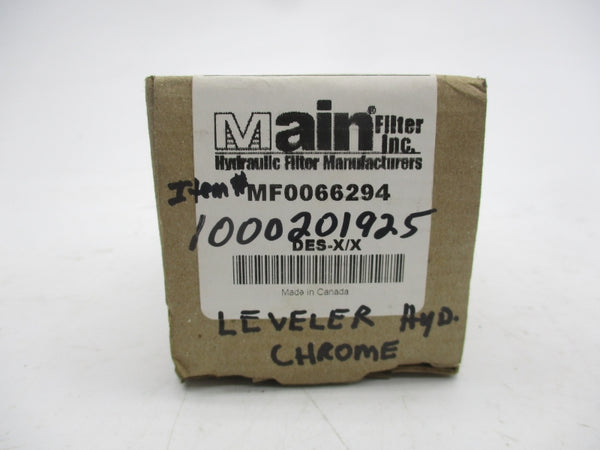 Main® Filter Inc.
Hydraulic Filter Manufacturers
Item# MF0066294
1000201925
DES-X/X
Made in Canada
LEVELER HYD.
CHROME